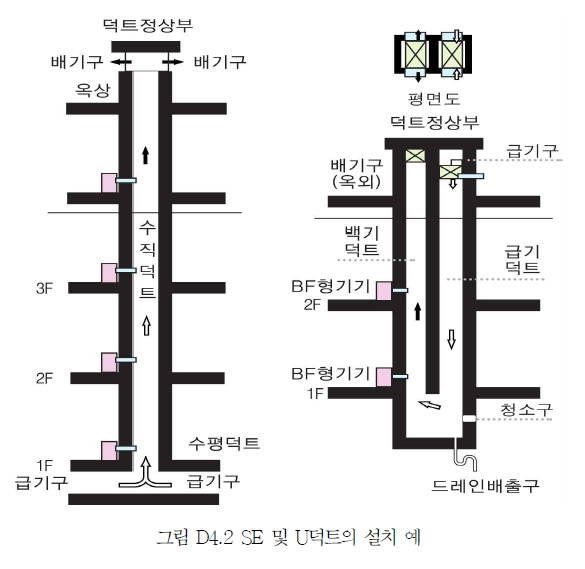 덕트정상부
배기구
배기구
옥상
수직덕트
3F
2F
1F
수평덕트
급기구
급기구
평면도
덕트정상부
급기구
배기구
(옥외)
백기
덕트
급기
덕트
BF형기기
2F
BF형기기
1F
청소구
드레인배출구
그림 D4.2 SE 및 U덕트의 설치 예